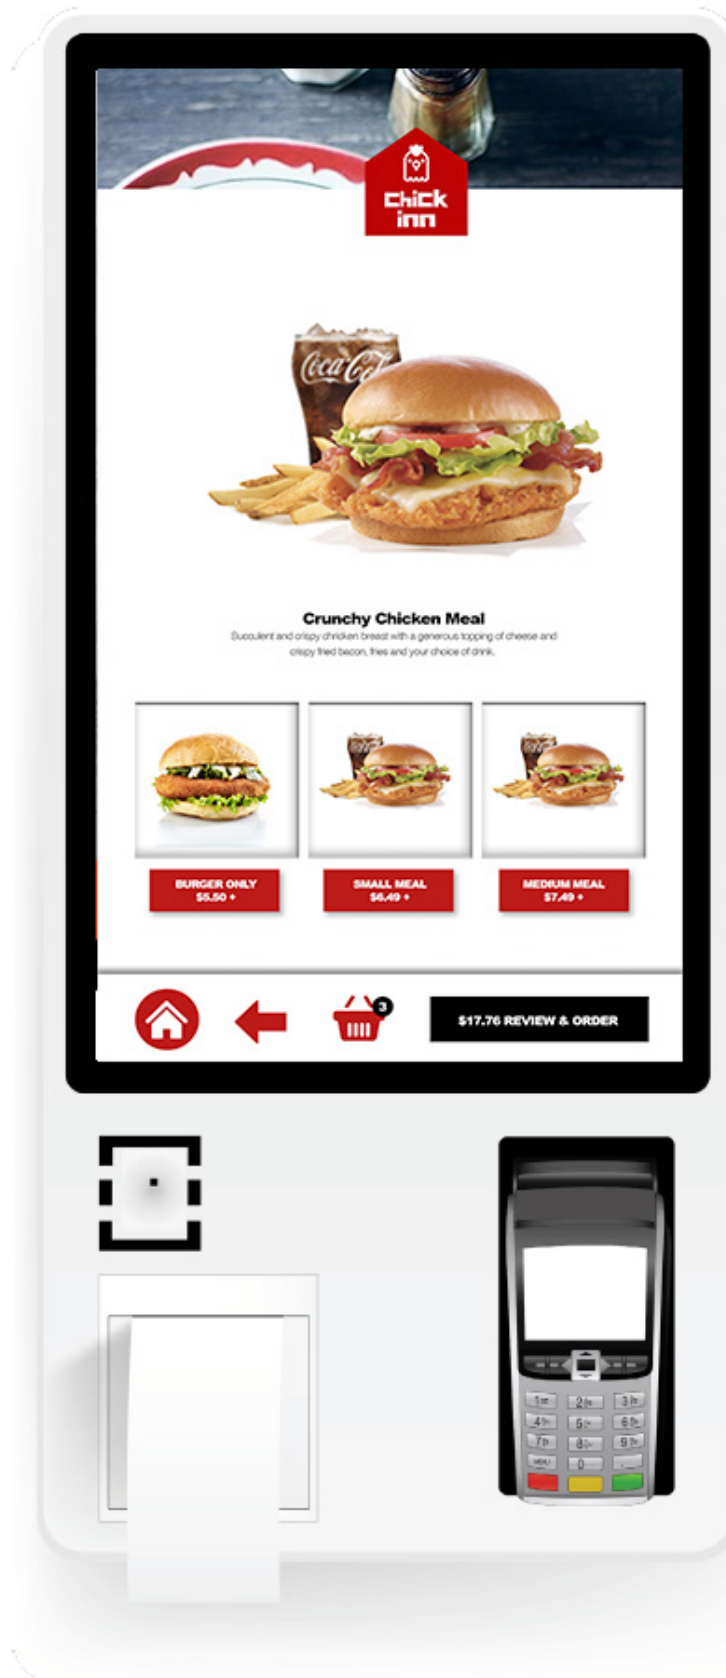 chick
inn
Coca-Cola
Crunchy Chicken Meal
Succulent and crispy chicken breast with a generous topping of cheese and
crispy fried bacon, fries and your choice of drink.
BURGER ONLY
$5.50 +
SMALL MEAL
$6.49 +
MEDIUM MEAL
$7.49 +
3
$17.76 REVIEW & ORDER
1
2
3
4
5
6
7
8
9
MENU
0